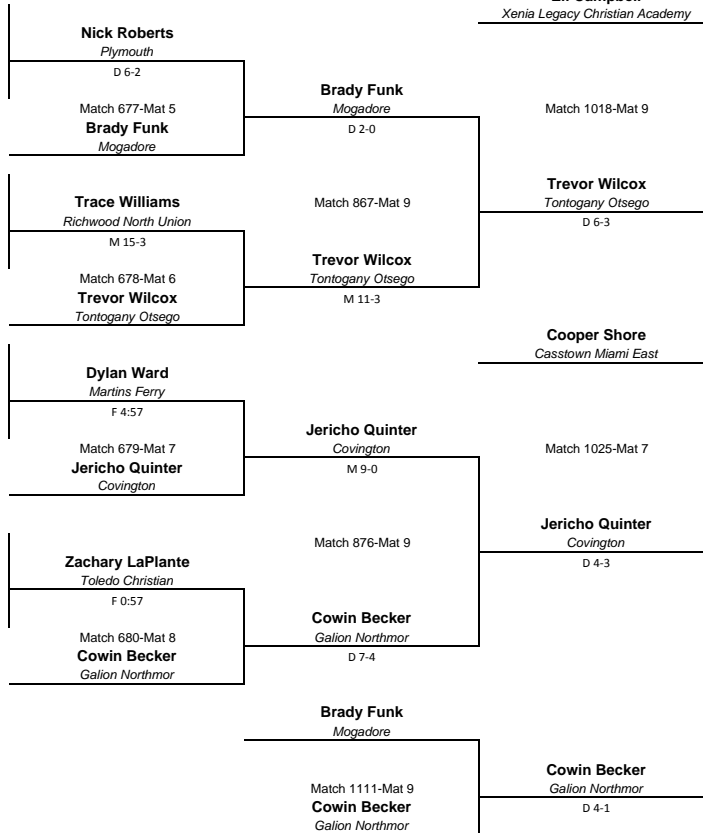 Xenia Legacy Christian Academy
Nick Roberts
Plymouth
D 6-2
Match 677-Mat 5
Brady Funk
Mogadore
Trace Williams
Richwood North Union
M 15-3
Match 678-Mat 6
Trevor Wilcox
Tontogany Otsego
Dylan Ward
Martins Ferry
F 4:57
Match 679-Mat 7
Jericho Quinter
Covington
Zachary LaPlante
Toledo Christian
F 0:57
Match 680-Mat 8
Cowin Becker
Galion Northmor
Brady Funk
Mogadore
D 2-0
Match 867-Mat 9
Trevor Wilcox
Tontogany Otsego
M 11-3
Jericho Quinter
Covington
M 9-0
Match 876-Mat 9
Cowin Becker
Galion Northmor
D 7-4
Match 1018-Mat 9
Trevor Wilcox
Tontogany Otsego
D 6-3
Cooper Shore
Casstown Miami East
Match 1025-Mat 7
Jericho Quinter
Covington
D 4-3
Brady Funk
Mogadore
Match 1111-Mat 9
Cowin Becker
Galion Northmor
Cowin Becker
Galion Northmor
D 4-1